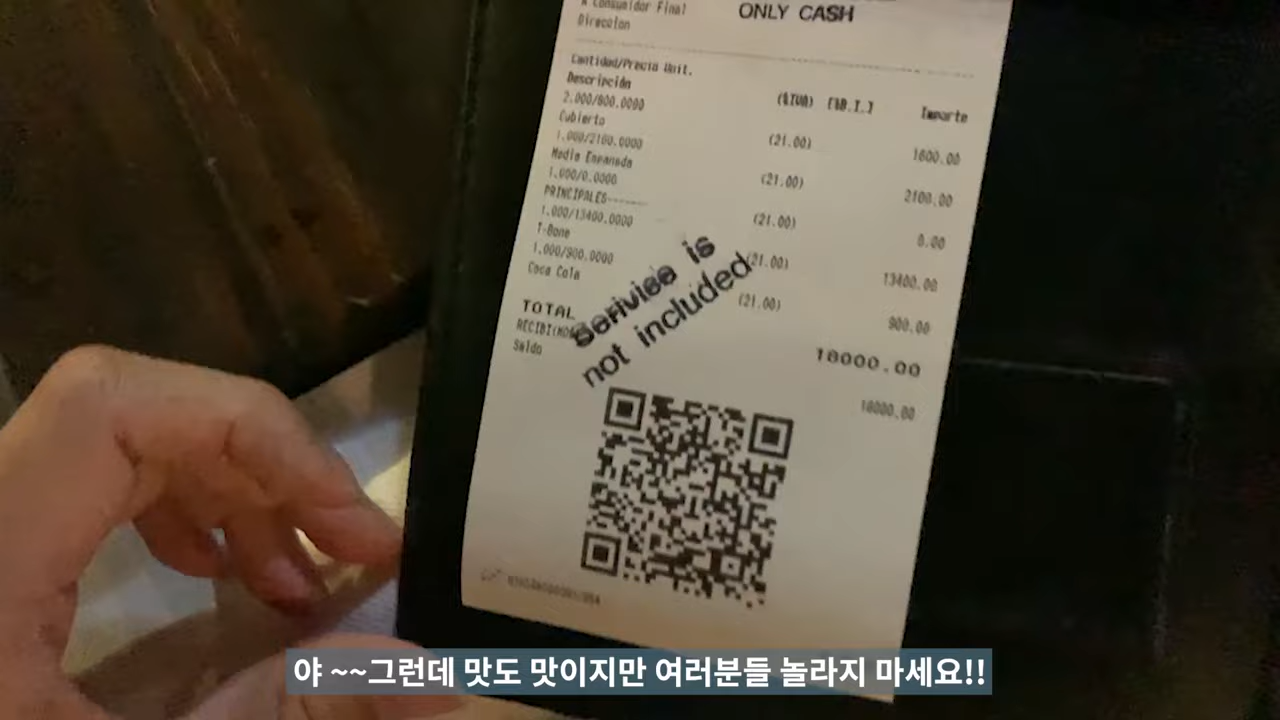 A Consumidor Final
ONLY CASH
Direccion
Cantidad/Precio Unit.
Descripción (%IVA) [%B.I.] Importe
2.000/800.0000
Cubierto (21.00) 1600.00
1.000/2100.0000
Media Empanada (21.00) 2100.00
1.000/0.0000
PRINCIPALES------- (21.00) 0.00
1.000/13400.0000
T-Bone (21.00) 13400.00
1.000/900.0000
Coca Cola (21.00) 900.00
Serivise is
not included
TOTAL 18000.00
Saldo 18000.00
야 ~~그런데 맛도 맛이지만 여러분들 놀라지 마세요!!